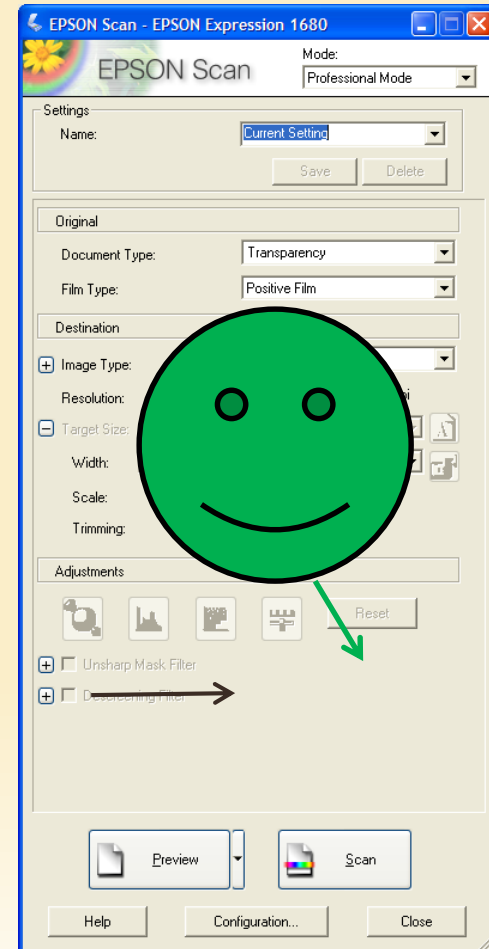 EPSON Scan - EPSON Expression 1680
EPSON Scan
Mode:
Professional Mode
Settings
Name:
Current Setting
Save
Delete
Original
Document Type:
Transparency
Film Type:
Positive Film
Destination
Image Type:
Resolution:
Target Size:
Width:
Scale:
Trimming:
Adjustments
Reset
Unsharp Mask Filter
Descreening Filter
Preview
Scan
Help
Configuration...
Close